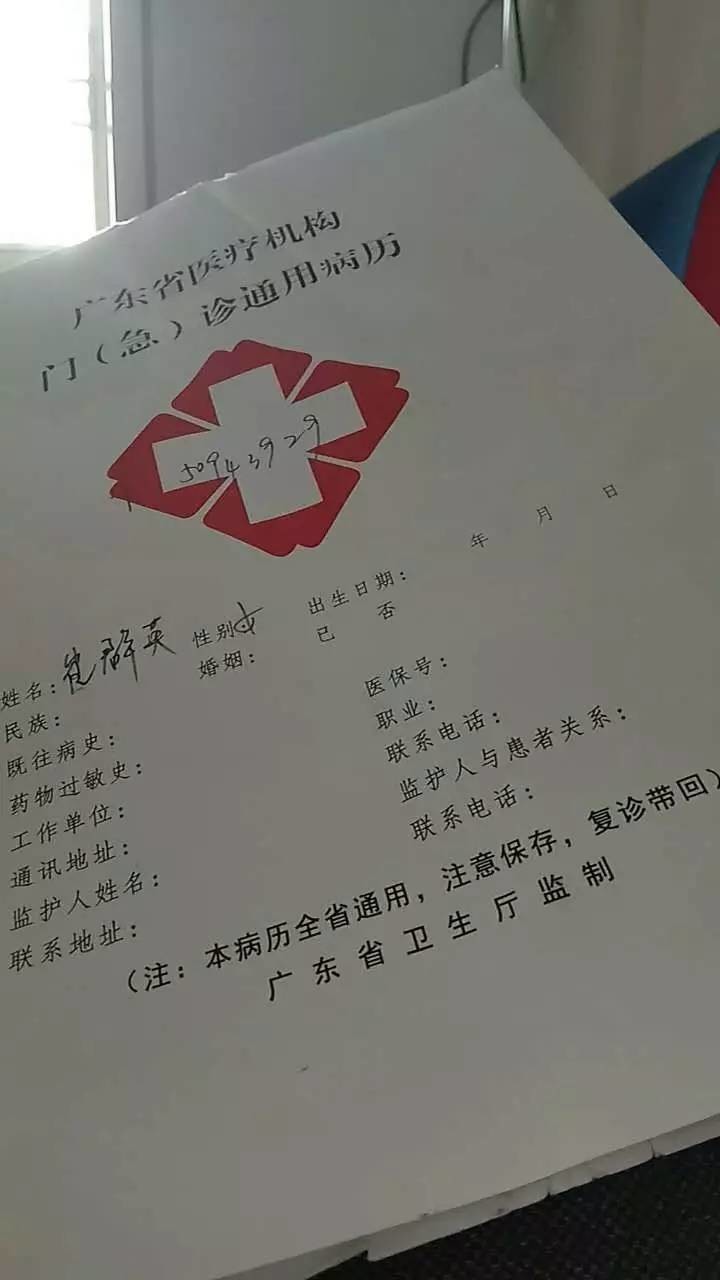 广东省医疗机构
门（急）诊通用病历
50943929
姓名：崔群英 性别女 出生日期： 年 月 日
民族： 婚姻： 已 否
既往病史： 医保号：
药物过敏史： 职业：
工作单位： 联系电话：
通讯地址： 监护人与患者关系：
监护人姓名： 联系电话：
联系地址：
（注：本病历全省通用，注意保存，复诊带回）
广东省卫生厅监制